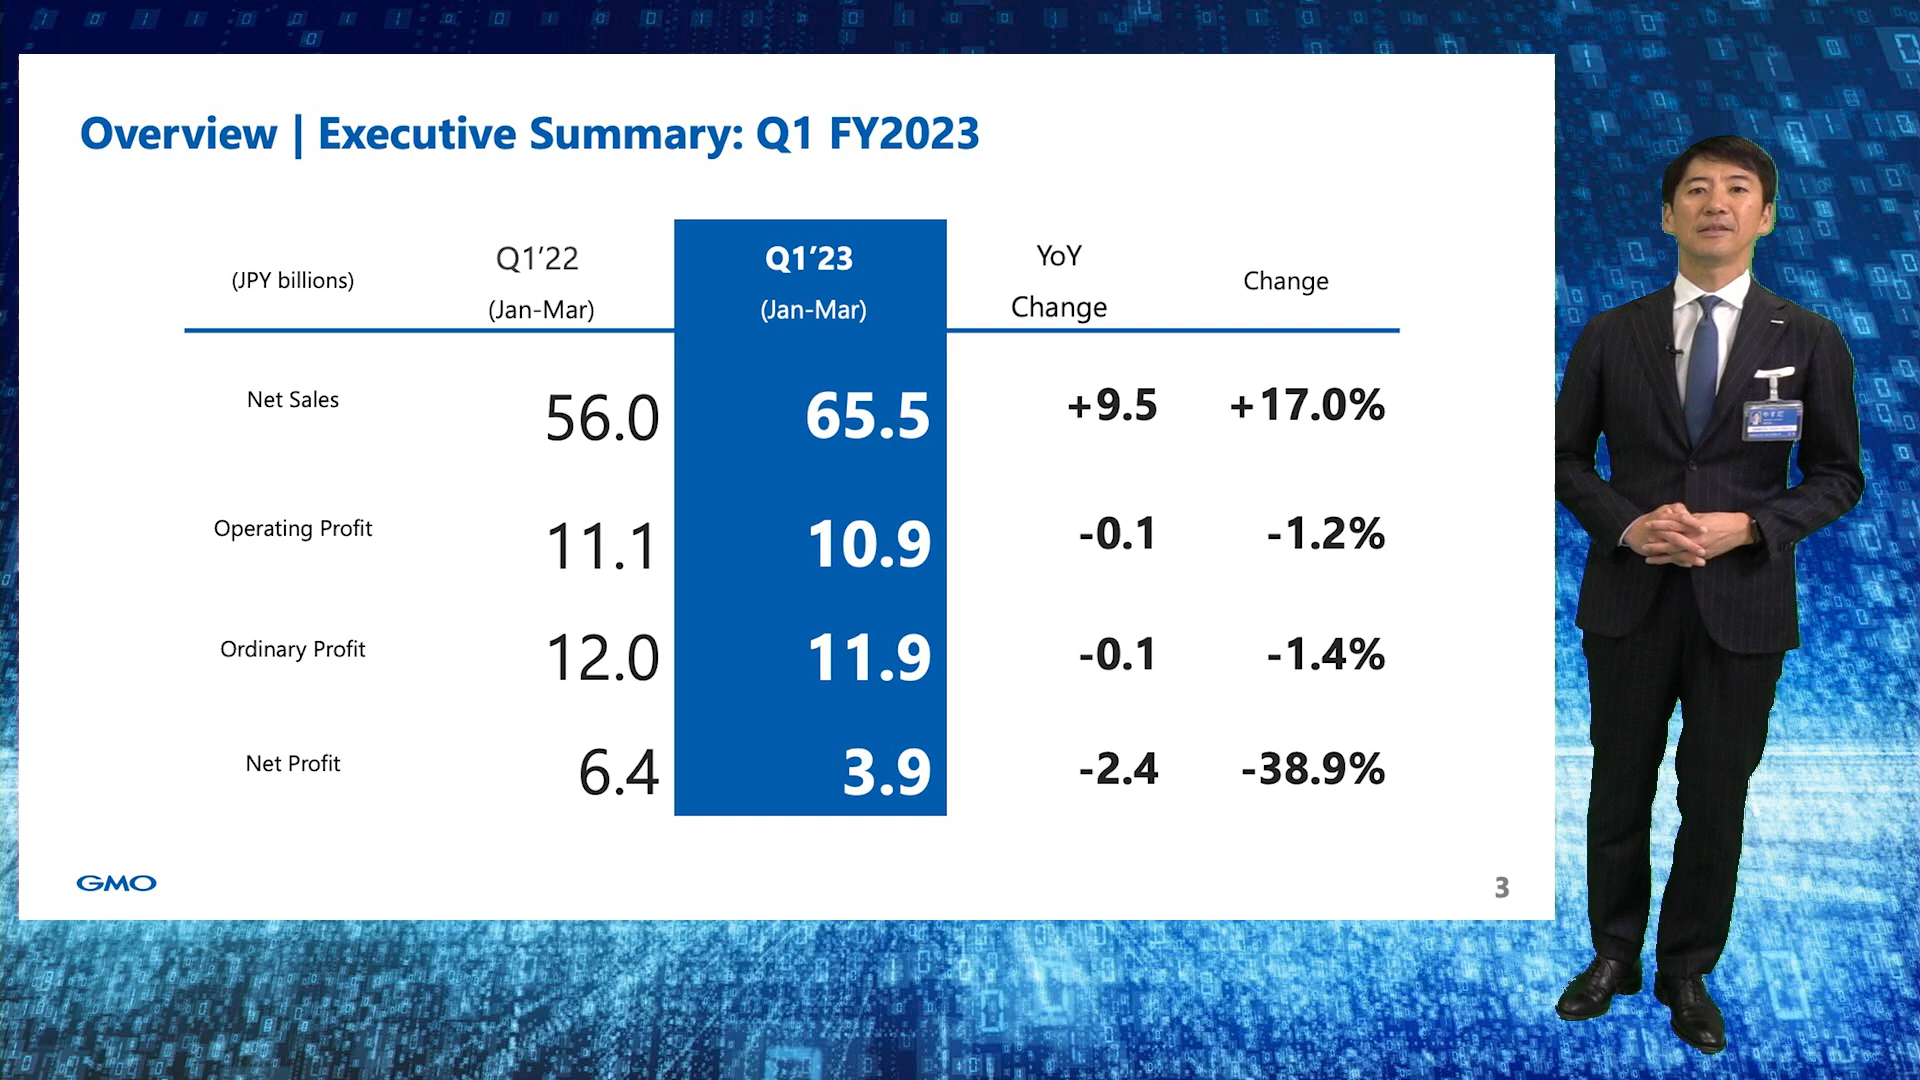 Overview | Executive Summary: Q1 FY2023
(JPY billions) Q1’22 (Jan-Mar) Q1’23 (Jan-Mar) YoY Change Change
Net Sales 56.0 65.5 +9.5 +17.0%
Operating Profit 11.1 10.9 -0.1 -1.2%
Ordinary Profit 12.0 11.9 -0.1 -1.4%
Net Profit 6.4 3.9 -2.4 -38.9%
GMO
3